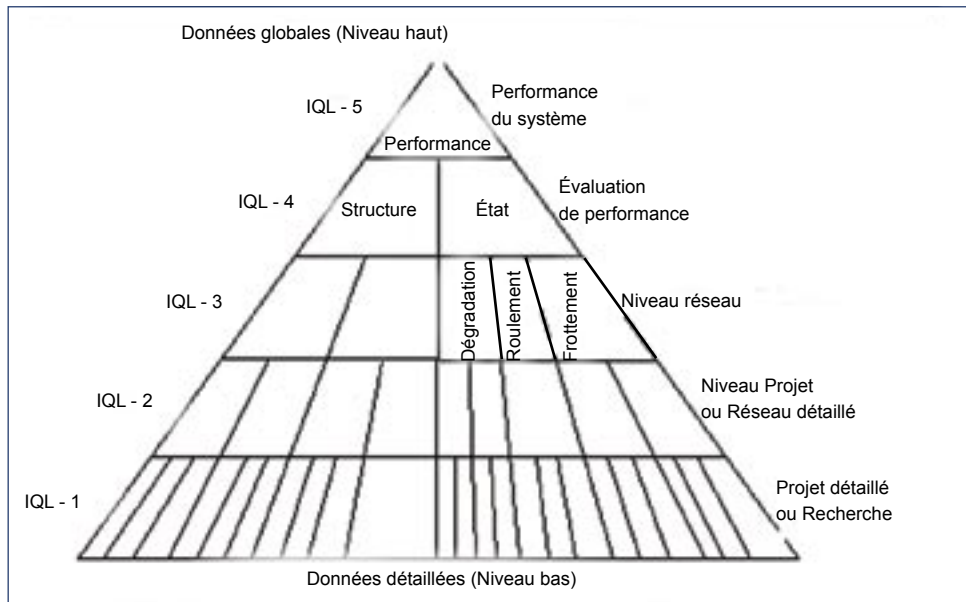 Données globales (Niveau haut)
IQL - 5
Performance
du système
Performance
IQL - 4
Structure
État
Évaluation
de performance
IQL - 3
Dégradation
Roulement
Frottement
Niveau réseau
IQL - 2
Niveau Projet
ou Réseau détaillé
IQL - 1
Projet détaillé
ou Recherche
Données détaillées (Niveau bas)